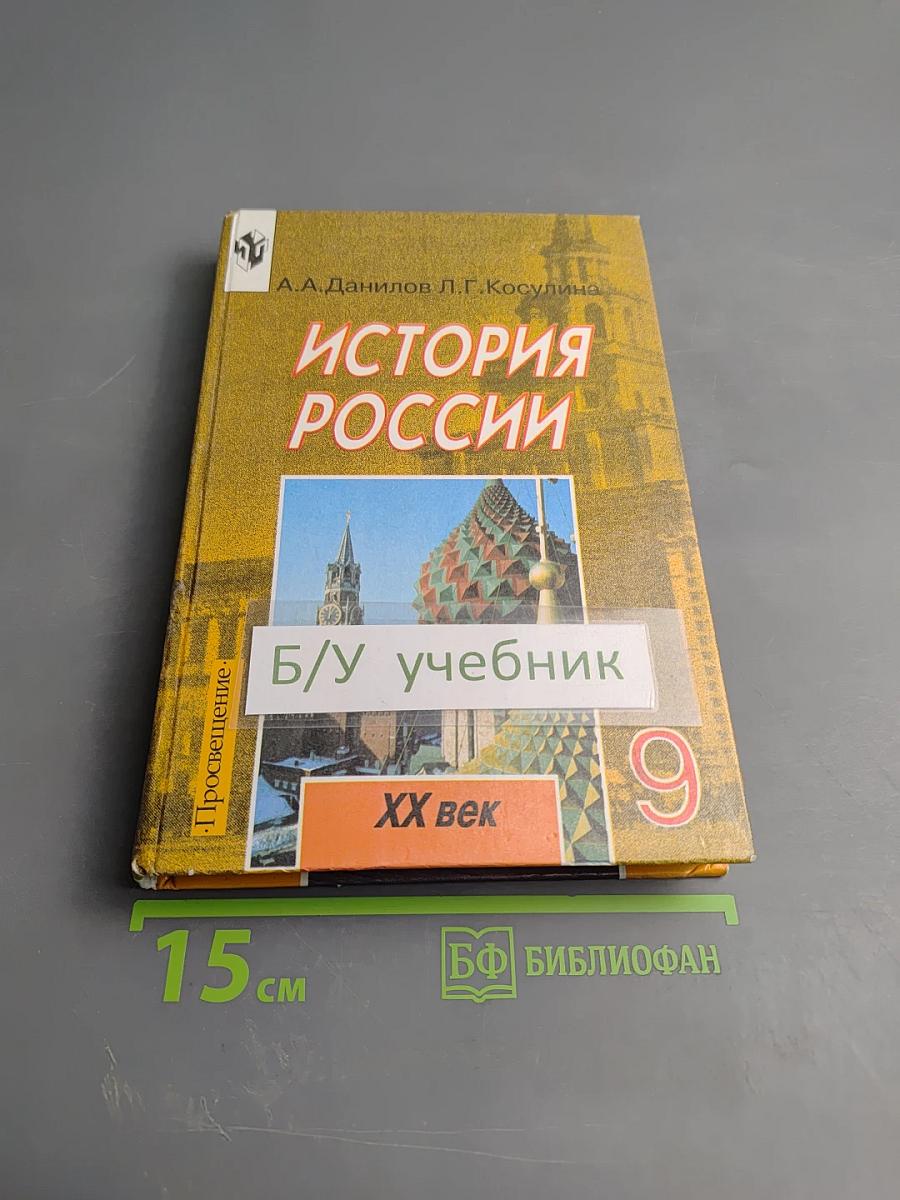 А.А.Данилов Л.Г.Косулина
ИСТОРИЯ
РОССИИ
Б/У учебник
·Просвещение·
9
XX век
15 см
БФ БИБЛИОФАН